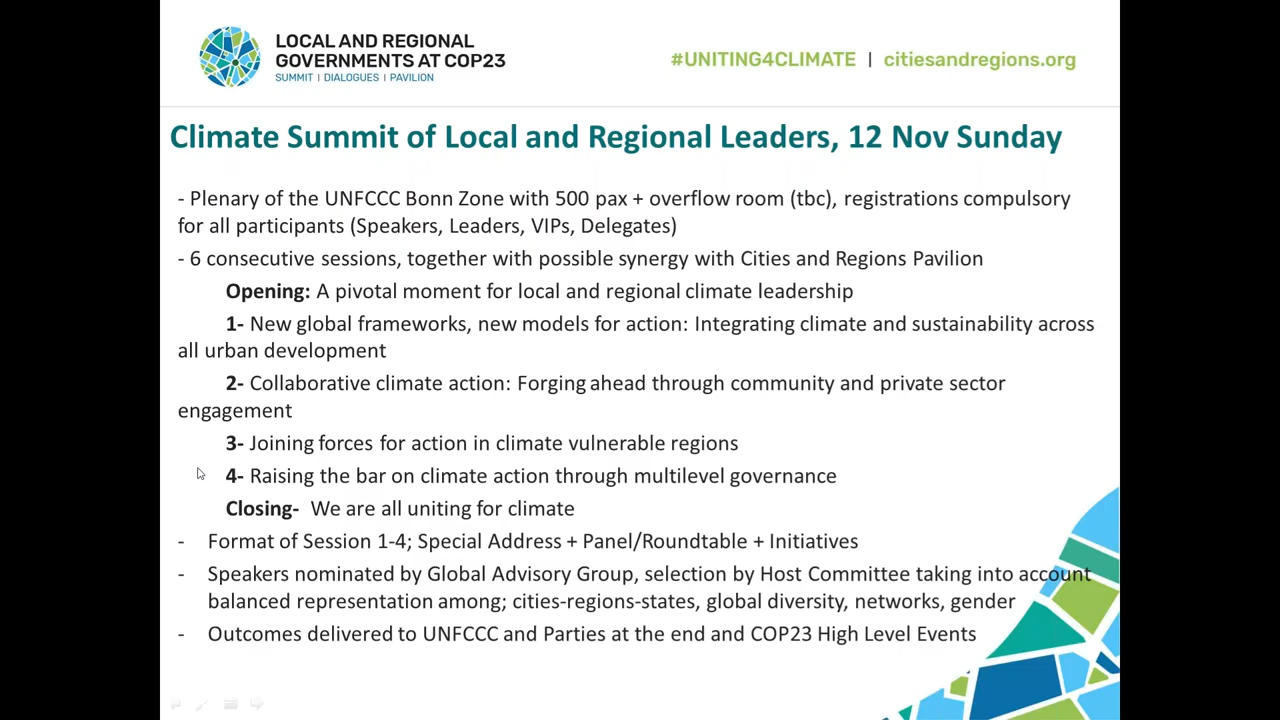 LOCAL AND REGIONAL
GOVERNMENTS AT COP23
SUMMIT | DIALOGUES | PAVILION
#UNITING4CLIMATE | citiesandregions.org
Climate Summit of Local and Regional Leaders, 12 Nov Sunday
- Plenary of the UNFCCC Bonn Zone with 500 pax + overflow room (tbc), registrations compulsory
for all participants (Speakers, Leaders, VIPs, Delegates)
- 6 consecutive sessions, together with possible synergy with Cities and Regions Pavilion
Opening: A pivotal moment for local and regional climate leadership
1- New global frameworks, new models for action: Integrating climate and sustainability across
all urban development
2- Collaborative climate action: Forging ahead through community and private sector
engagement
3- Joining forces for action in climate vulnerable regions
4- Raising the bar on climate action through multilevel governance
Closing- We are all uniting for climate
- Format of Session 1-4; Special Address + Panel/Roundtable + Initiatives
- Speakers nominated by Global Advisory Group, selection by Host Committee taking into account
balanced representation among; cities-regions-states, global diversity, networks, gender
- Outcomes delivered to UNFCCC and Parties at the end and COP23 High Level Events